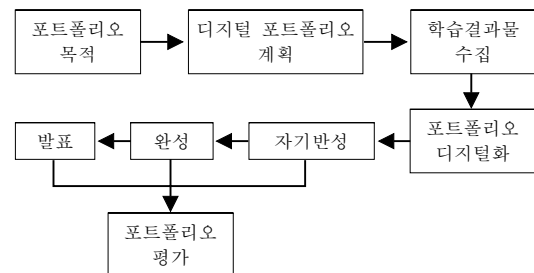 포트폴리오
목적
디지털 포트폴리오
계획
학습결과물
수집
포트폴리오
디지털화
자기반성
완성
발표
포트폴리오
평가